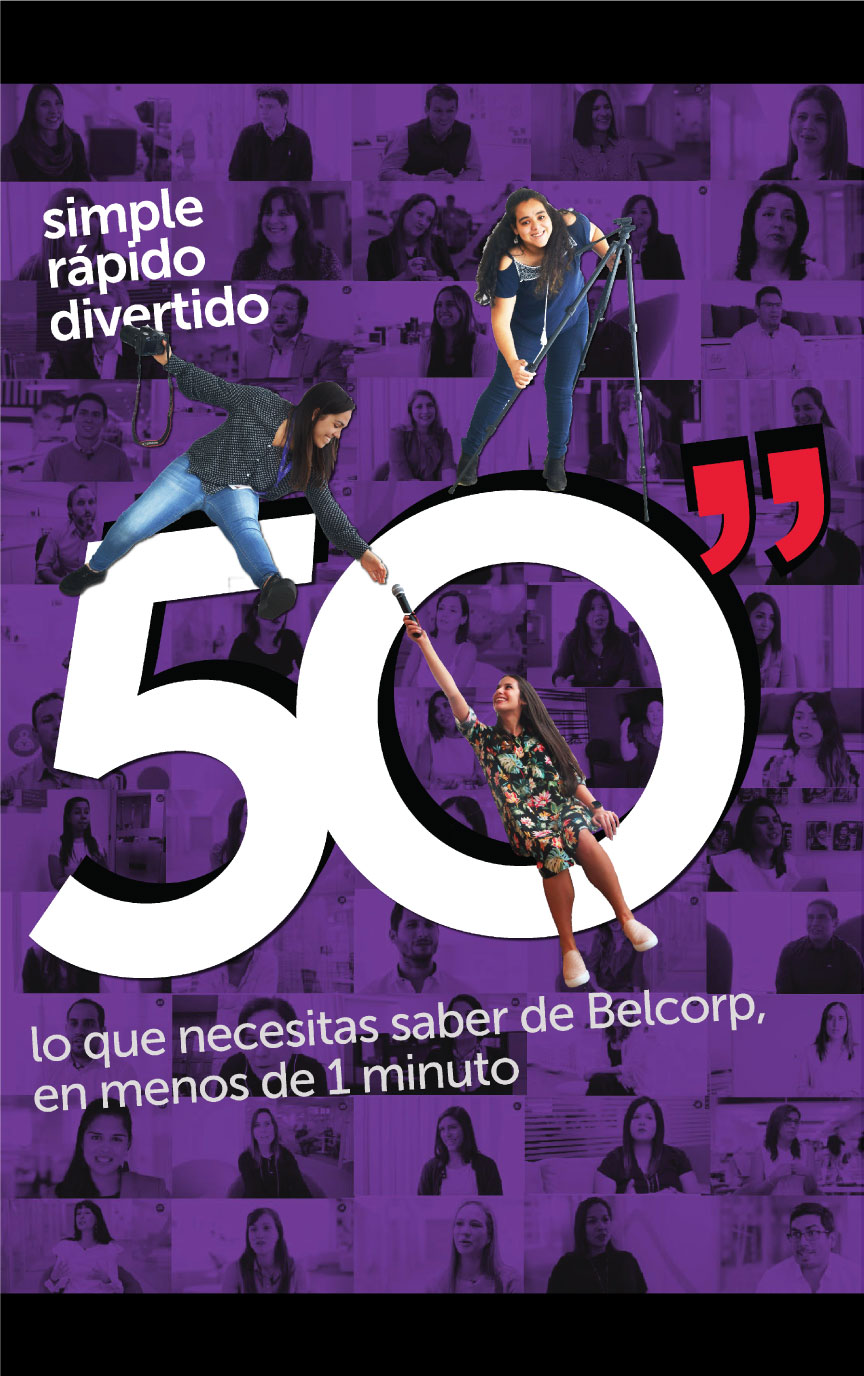 simple
rápido
divertido
50”
lo que necesitas saber de Belcorp,
en menos de 1 minuto